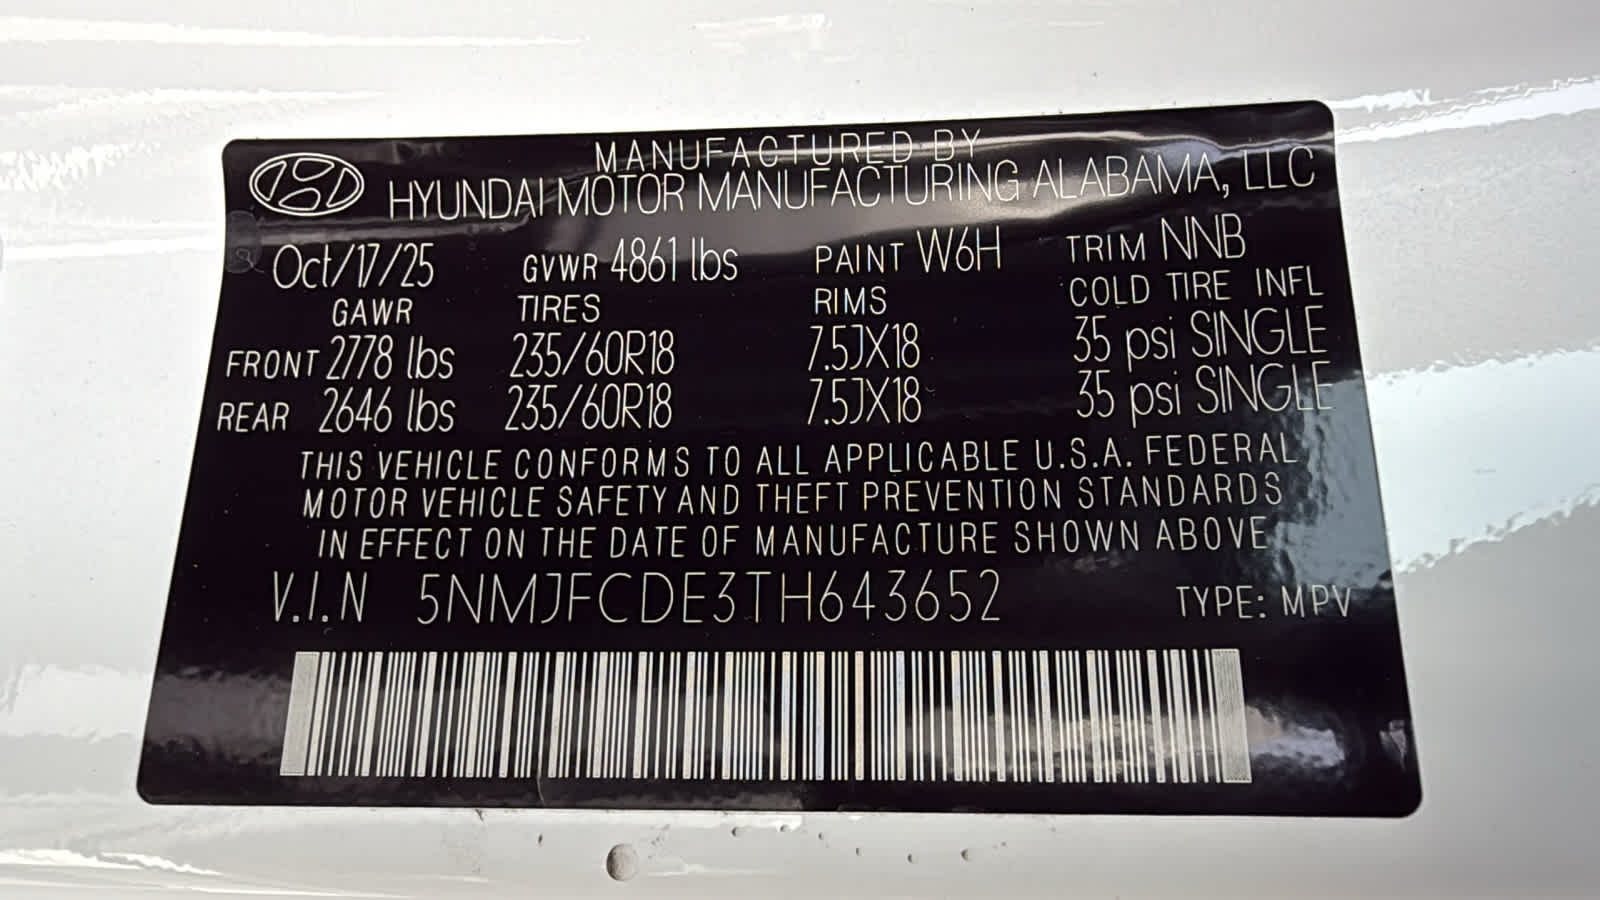 MANUFACTURED BY
HYUNDAI MOTOR MANUFACTURING ALABAMA, LLC
Oct/17/25 GVWR 4861 lbs PAINT W6H TRIM NNB
GAWR TIRES RIMS COLD TIRE INFL
FRONT 2778 lbs 235/60R18 7.5JX18 35 psi SINGLE
REAR 2646 lbs 235/60R18 7.5JX18 35 psi SINGLE
THIS VEHICLE CONFORMS TO ALL APPLICABLE U.S.A. FEDERAL
MOTOR VEHICLE SAFETY AND THEFT PREVENTION STANDARDS
IN EFFECT ON THE DATE OF MANUFACTURE SHOWN ABOVE
V.I.N 5NMJFCDE3TH643652 TYPE: MPV